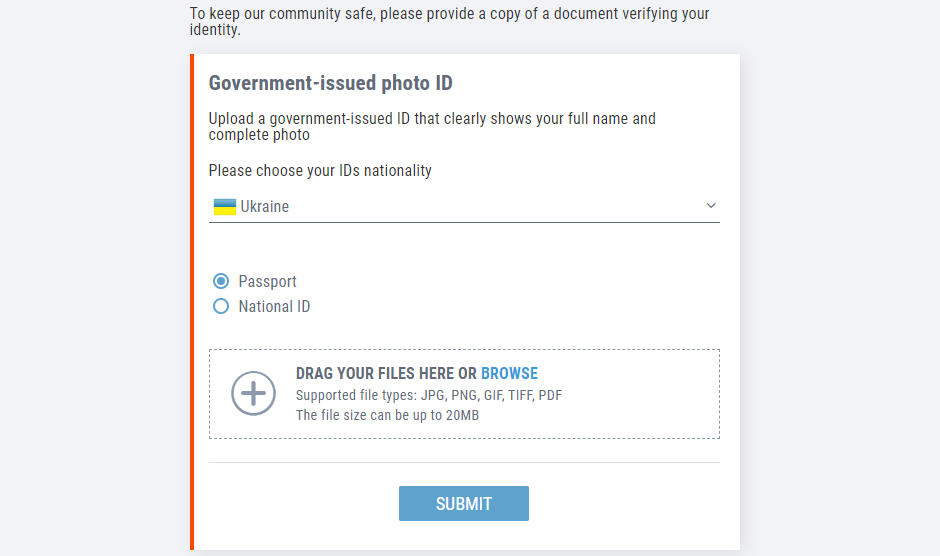 To keep our community safe, please provide a copy of a document verifying your
identity.
Government-issued photo ID
Upload a government-issued ID that clearly shows your full name and
complete photo
Please choose your IDs nationality
Ukraine
Passport
National ID
DRAG YOUR FILES HERE OR BROWSE
Supported file types: JPG, PNG, GIF, TIFF, PDF
The file size can be up to 20MB
SUBMIT